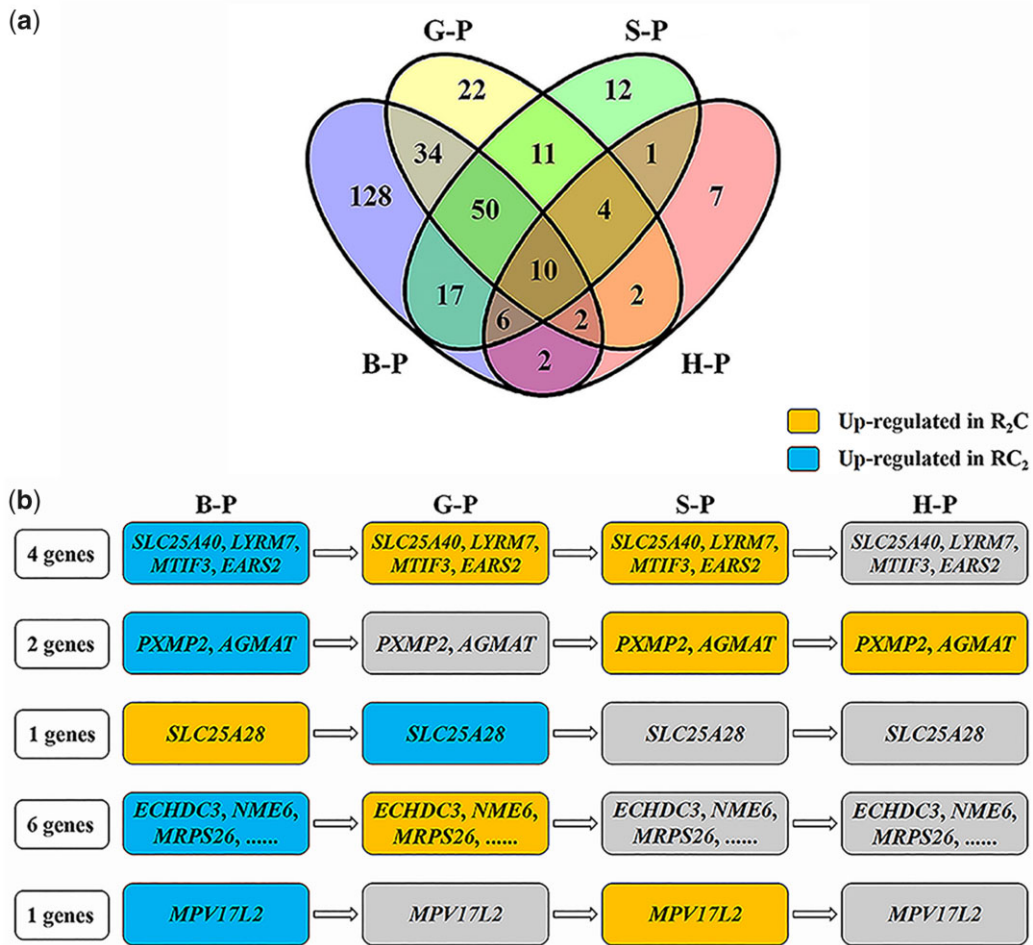 (a)
G-P S-P
22 12
34 11 1
128 50 4 7
10
17 2
6 2
B-P 2 H-P
Up-regulated in R₂C
Up-regulated in RC₂
(b)
B-P G-P S-P H-P
4 genes
SLC25A40, LYRM7,
MTIF3, EARS2
SLC25A40, LYRM7,
MTIF3, EARS2
SLC25A40, LYRM7,
MTIF3, EARS2
SLC25A40, LYRM7,
MTIF3, EARS2
2 genes
PXMP2, AGMAT
PXMP2, AGMAT
PXMP2, AGMAT
PXMP2, AGMAT
1 genes
SLC25A28
SLC25A28
SLC25A28
SLC25A28
6 genes
ECHDC3, NME6,
MRPS26, ......
ECHDC3, NME6,
MRPS26, ......
ECHDC3, NME6,
MRPS26, ......
ECHDC3, NME6,
MRPS26, ......
1 genes
MPV17L2
MPV17L2
MPV17L2
MPV17L2